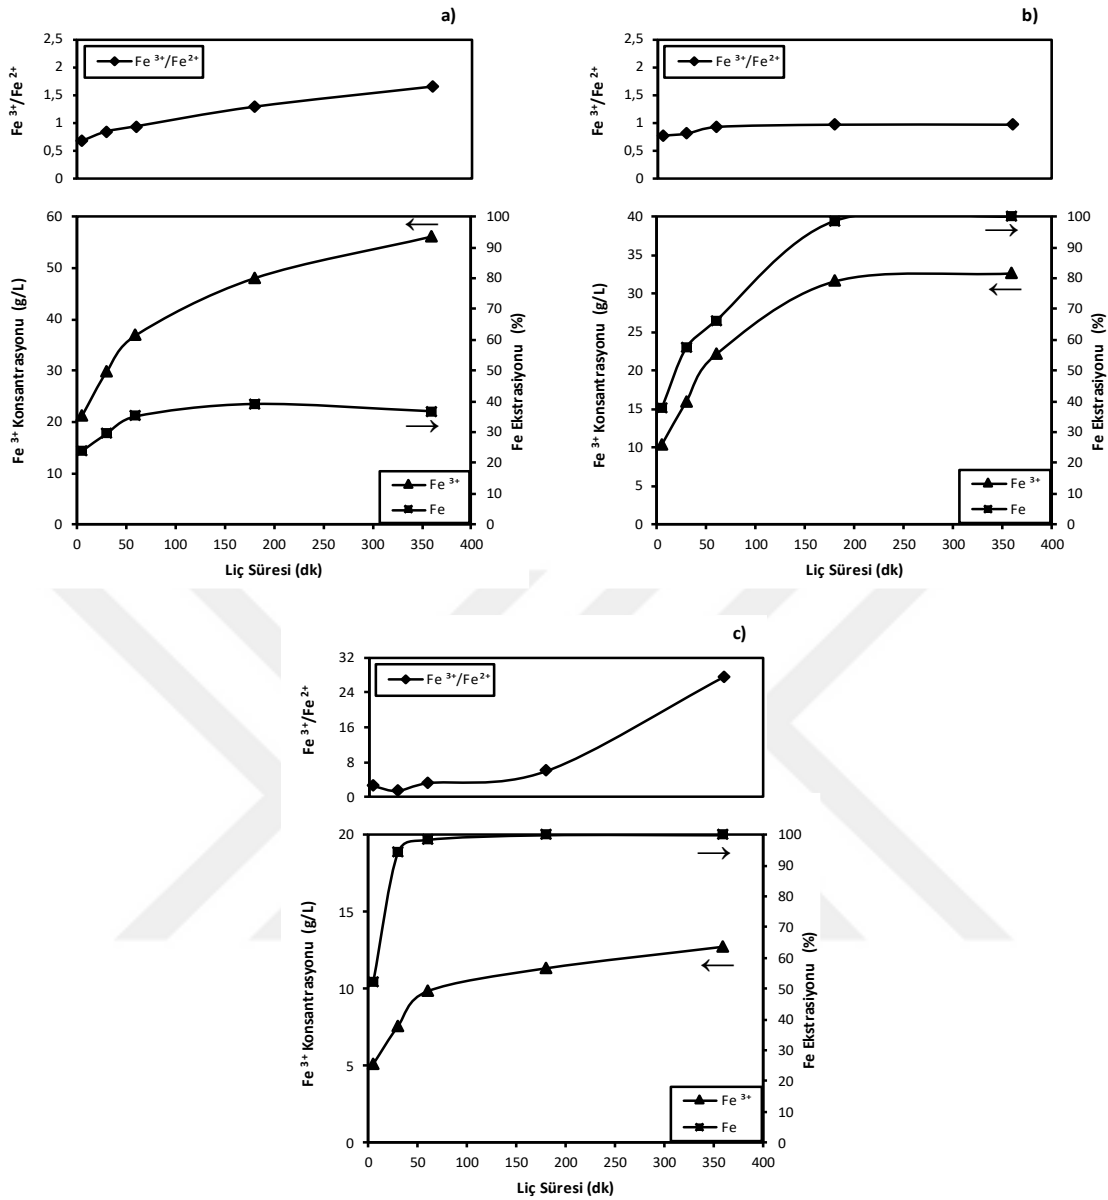 a)
2,5
2
1,5
1
0,5
0
Fe ³⁺/Fe ²⁺
Fe ³⁺/Fe²⁺
60
50
40
30
20
10
0
Fe ³⁺ Konsantrasyonu (g/L)
100
90
80
70
60
50
40
30
20
10
0
Fe Ekstrasiyonu (%)
←
→
Fe ³⁺
Fe
0 50 100 150 200 250 300 350 400
Liç Süresi (dk)
b)
2,5
2
1,5
1
0,5
0
Fe ³⁺/Fe ²⁺
Fe ³⁺/Fe²⁺
40
35
30
25
20
15
10
5
0
Fe ³⁺ Konsantrasyonu (g/L)
100
90
80
70
60
50
40
30
20
10
0
Fe Ekstrasiyonu (%)
→
←
Fe ³⁺
Fe
0 50 100 150 200 250 300 350 400
Liç Süresi (dk)
c)
32
24
16
8
0
Fe ³⁺/Fe ²⁺
Fe ³⁺/Fe²⁺
20
15
10
5
0
Fe ³⁺ Konsantrasyonu (g/L)
100
90
80
70
60
50
40
30
20
10
0
Fe Ekstrasiyonu (%)
→
←
Fe ³⁺
Fe
0 50 100 150 200 250 300 350 400
Liç Süresi (dk)